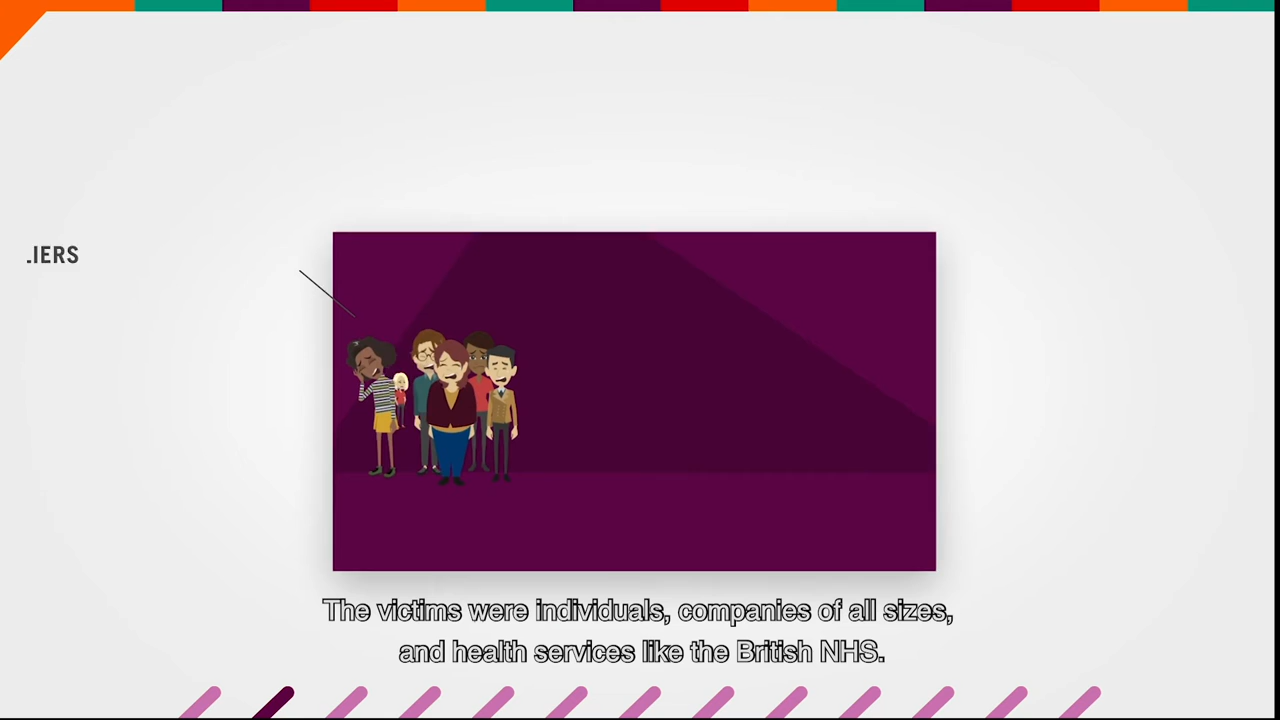 .IERS
The victims were individuals, companies of all sizes,
and health services like the British NHS.